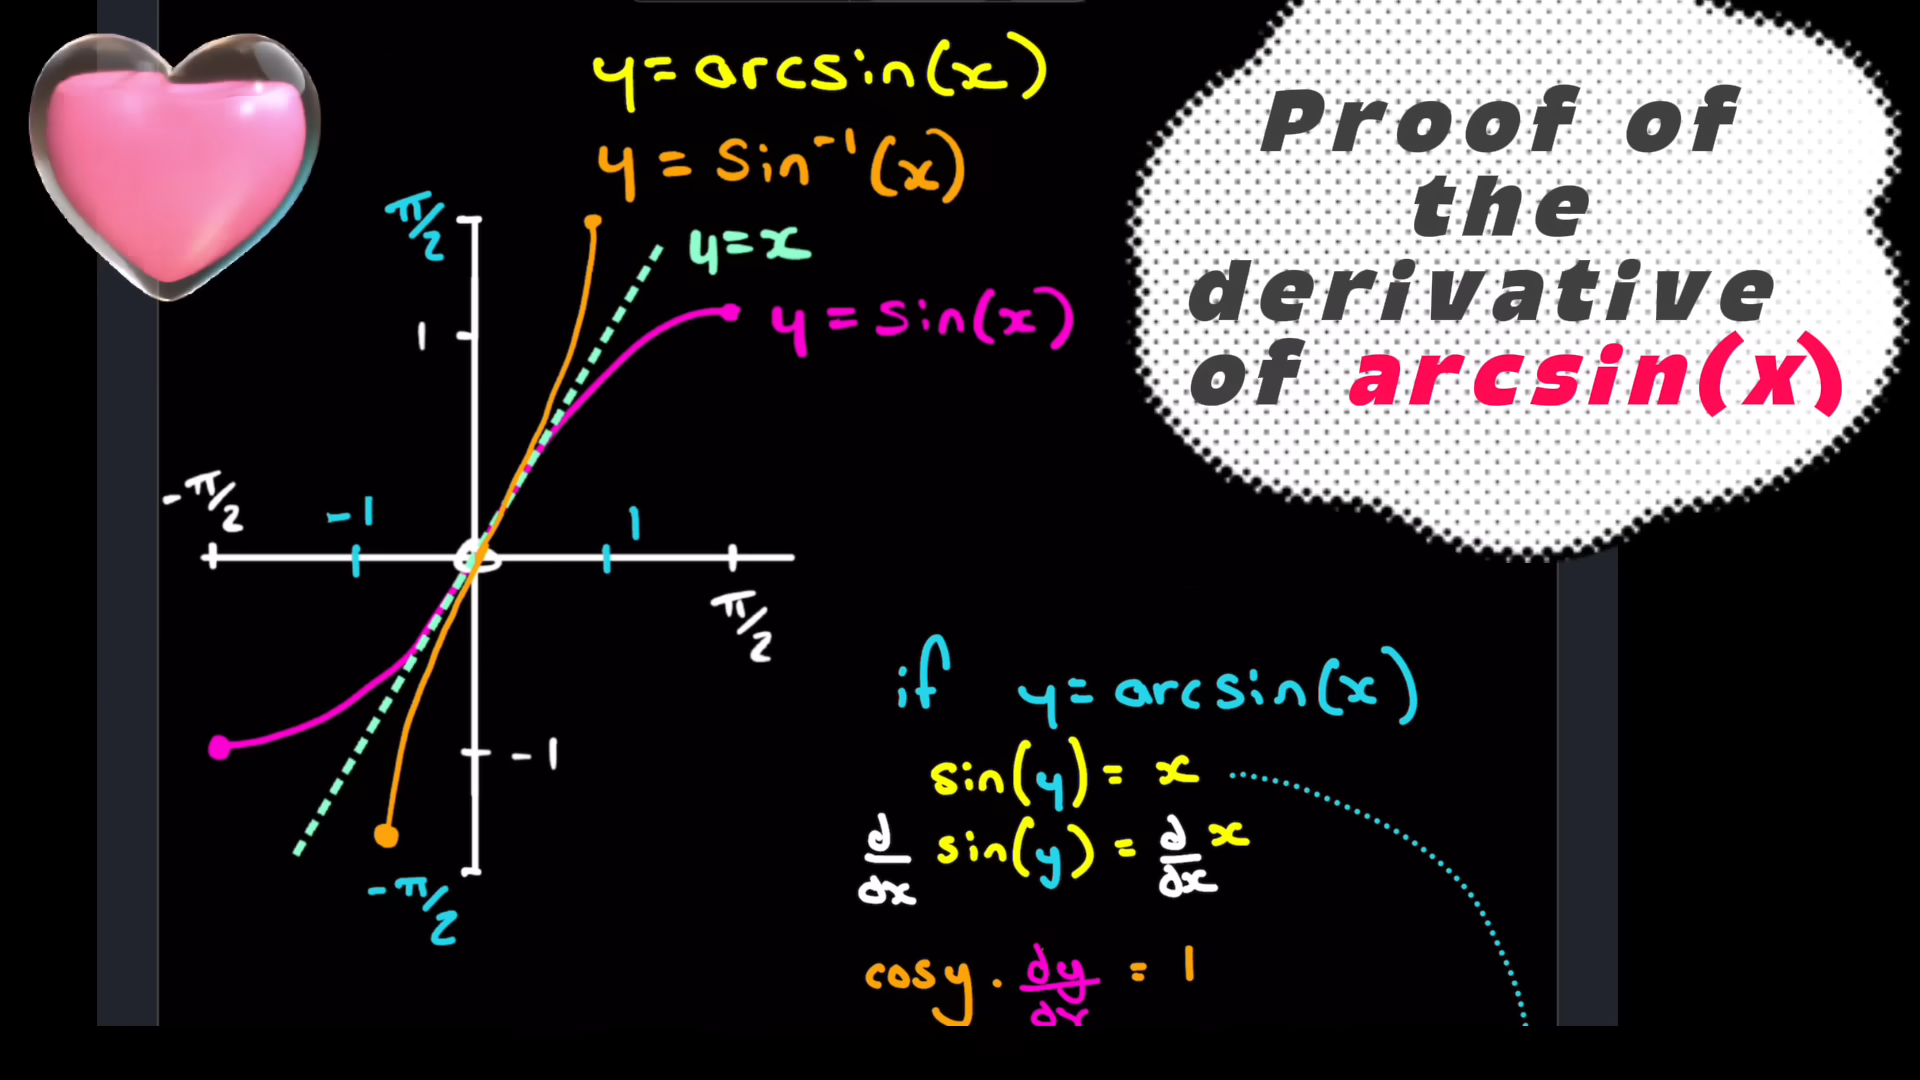 y=arcsin(x)
y = sin⁻¹(x)
y=x
y = sin(x)
π/2
1
-π/2
-1
1
π/2
-1
-π/2
Proof of
the
derivative
of arcsin(x)
if y=arcsin(x)
sin(y) = x
d/dx sin(y) = d/dx x
cosy · dy/dx = 1